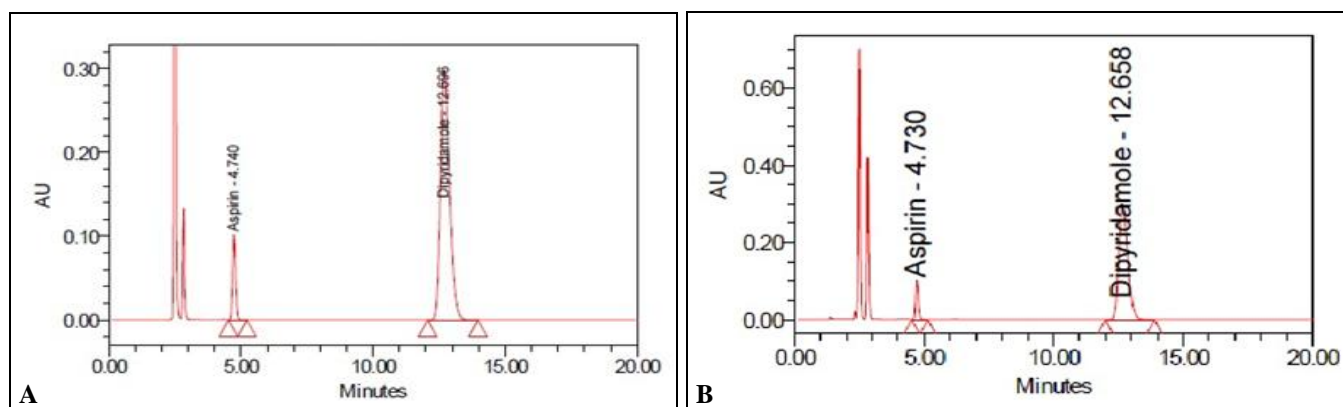 0.30
0.20
0.10
0.00
AU
Aspirin - 4.740
Dipyridamole - 12.696
0.00 5.00 10.00 15.00 20.00
Minutes
A
0.60
0.40
0.20
0.00
AU
Aspirin - 4.730
Dipyridamole - 12.658
0.00 5.00 10.00 15.00 20.00
Minutes
B